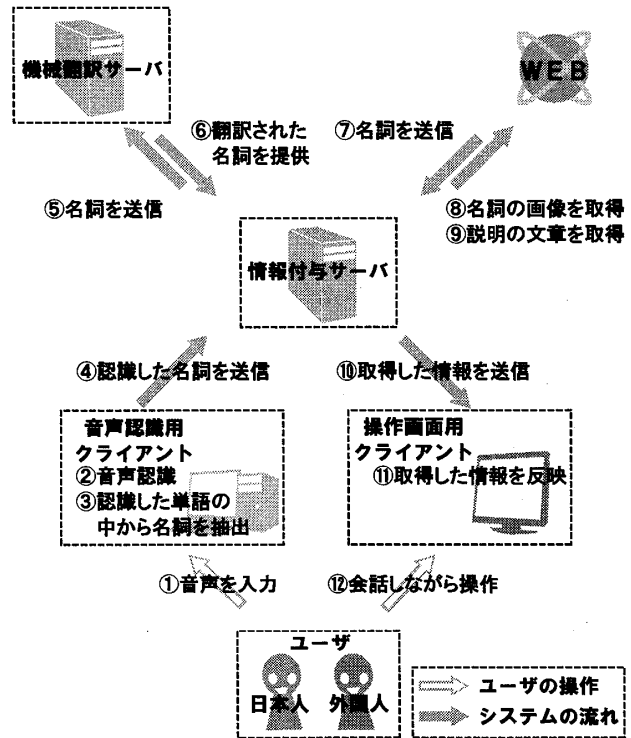 機械翻訳サーバ
WEB
⑥翻訳された
名詞を提供
⑦名詞を送信
⑤名詞を送信
⑧名詞の画像を取得
⑨説明の文章を取得
情報付与サーバ
④認識した名詞を送信
⑩取得した情報を送信
音声認識用
クライアント
②音声認識
③認識した単語の
中から名詞を抽出
操作画面用
クライアント
⑪取得した情報を反映
①音声を入力
⑫会話しながら操作
ユーザ
日本人
外国人
ユーザの操作
システムの流れ